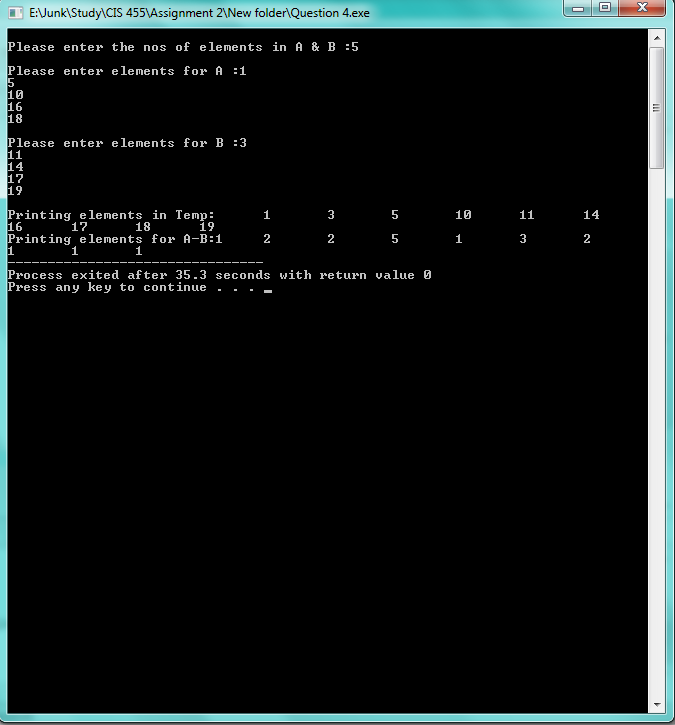 E:\Junk\Study\CIS 455\Assignment 2\New folder\Question 4.exe
Please enter the nos of elements in A & B :5
Please enter elements for A :1
5
10
16
18
Please enter elements for B :3
11
14
17
19
Printing elements in Temp: 1 3 5 10 11 14
16 17 18 19
Printing elements for A-B:1 2 2 5 1 3 2
1 1 1
--------------------------------
Process exited after 35.3 seconds with return value 0
Press any key to continue . . . _